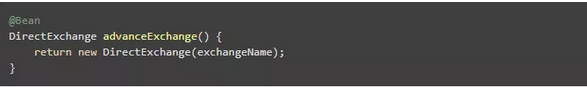 @Bean
DirectExchange advanceExchange() {
    return new DirectExchange(exchangeName);
}